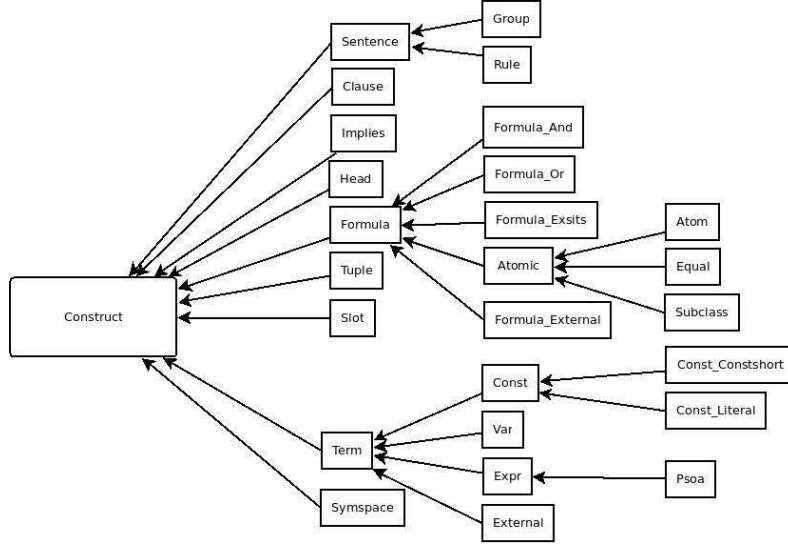 Group
Sentence
Rule
Clause
Formula_And
Implies
Formula_Or
Head
Formula_Exsits
Atom
Formula
Atomic
Equal
Tuple
Construct
Slot
Formula_External
Subclass
Const
Const_Constshort
Const_Literal
Var
Term
Expr
Psoa
Symspace
External